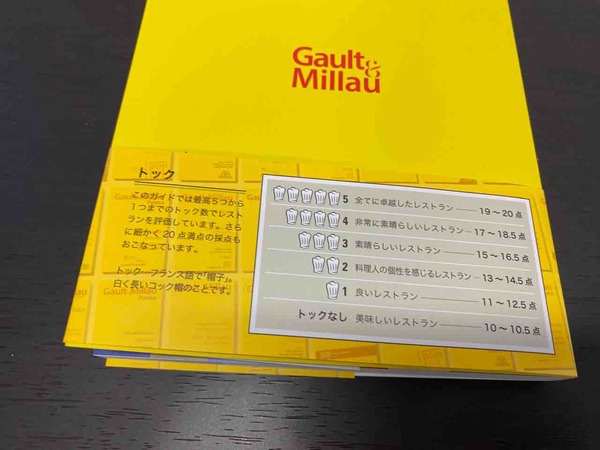 Gault&
Millau
トック
このガイドでは最高5つから
1つまでのトック数でレスト
ランを評価しています。さら
に細かく20点満点の採点も
おこなっています。
トック…フランス語で「帽子」。
白く長いコック帽のことです。
5 全てに卓越したレストラン 19～20点
4 非常に素晴らしいレストラン 17～18.5点
3 素晴らしいレストラン 15～16.5点
2 料理人の個性を感じるレストラン 13～14.5点
1 良いレストラン 11～12.5点
トックなし 美味しいレストラン 10～10.5点